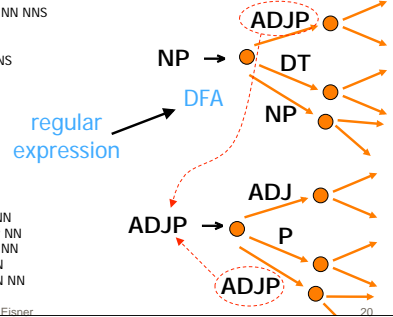 NN NNS
NS
NP → ADJP
DT
NP
DFA
regular
expression
NN
NN
NN
N
NN
ADJP → ADJ
P
ADJP
Eisner
20